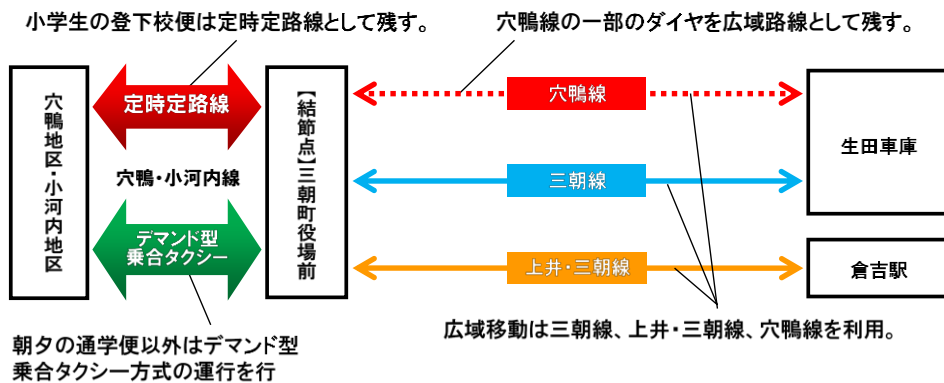 小学生の登下校便は定時定路線として残す。
穴鴨線の一部のダイヤを広域路線として残す。
穴鴨地区・小河内地区
定時定路線
穴鴨・小河内線
デマンド型
乗合タクシー
【結節点】三朝町役場前
穴鴨線
三朝線
上井・三朝線
生田車庫
倉吉駅
広域移動は三朝線、上井・三朝線、穴鴨線を利用。
朝夕の通学便以外はデマンド型
乗合タクシー方式の運行を行